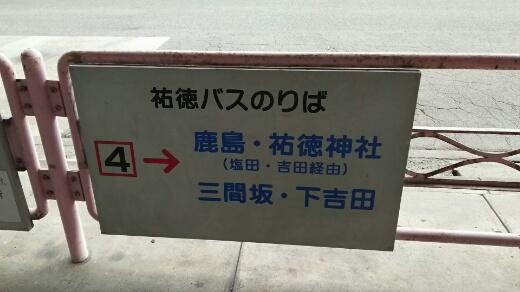 祐徳バスのりば
4→ 鹿島・祐徳神社
(塩田・吉田経由)
三間坂・下吉田